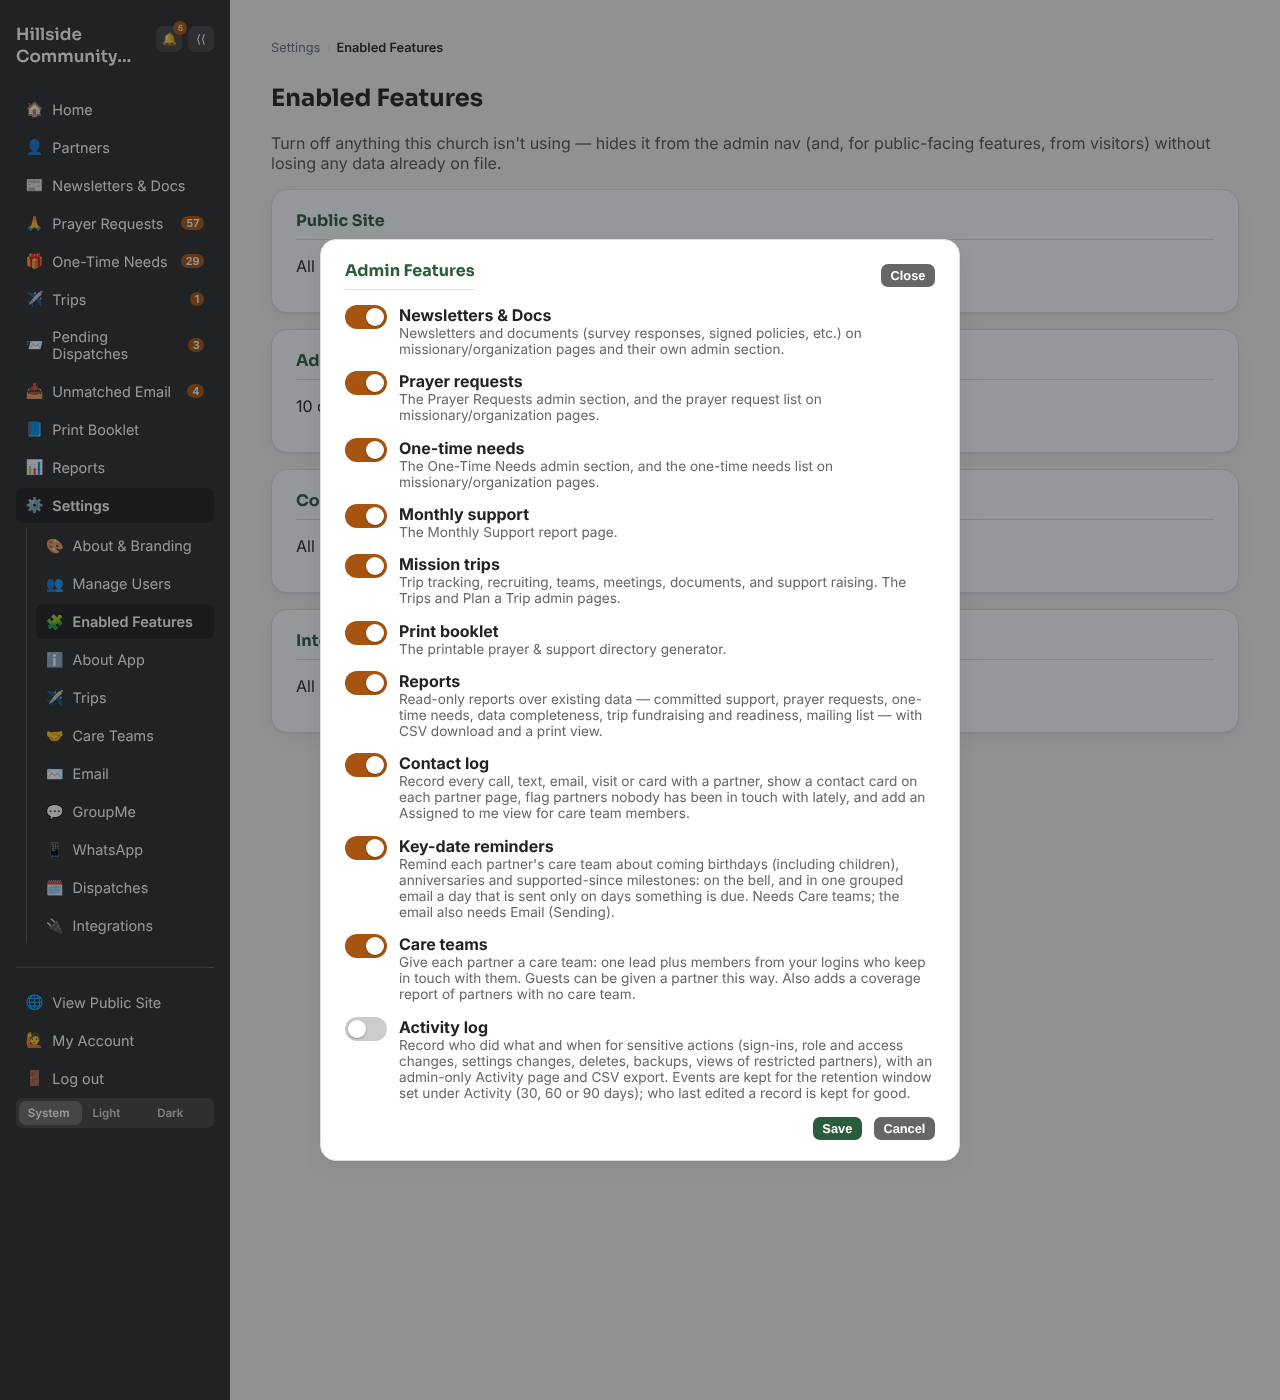 Hillside
Community...
6
⟨⟨
Home
Partners
Newsletters & Docs
Prayer Requests 57
One-Time Needs 29
Trips 1
Pending
Dispatches 3
Unmatched Email 4
Print Booklet
Reports
Settings
About & Branding
Manage Users
Enabled Features
About App
Trips
Care Teams
Email
GroupMe
WhatsApp
Dispatches
Integrations
View Public Site
My Account
Log out
System Light Dark
Settings › Enabled Features
Enabled Features
Turn off anything this church isn't using — hides it from the admin nav (and, for public-facing features, from visitors) without
losing any data already on file.
Public Site
All
Ad
10
Co
All
Int
All
Admin Features
Close
Newsletters & Docs
Newsletters and documents (survey responses, signed policies, etc.) on
missionary/organization pages and their own admin section.
Prayer requests
The Prayer Requests admin section, and the prayer request list on
missionary/organization pages.
One-time needs
The One-Time Needs admin section, and the one-time needs list on
missionary/organization pages.
Monthly support
The Monthly Support report page.
Mission trips
Trip tracking, recruiting, teams, meetings, documents, and support raising. The
Trips and Plan a Trip admin pages.
Print booklet
The printable prayer & support directory generator.
Reports
Read-only reports over existing data — committed support, prayer requests, one-
time needs, data completeness, trip fundraising and readiness, mailing list — with
CSV download and a print view.
Contact log
Record every call, text, email, visit or card with a partner, show a contact card on
each partner page, flag partners nobody has been in touch with lately, and add an
Assigned to me view for care team members.
Key-date reminders
Remind each partner's care team about coming birthdays (including children),
anniversaries and supported-since milestones: on the bell, and in one grouped
email a day that is sent only on days something is due. Needs Care teams; the
email also needs Email (Sending).
Care teams
Give each partner a care team: one lead plus members from your logins who keep
in touch with them. Guests can be given a partner this way. Also adds a coverage
report of partners with no care team.
Activity log
Record who did what and when for sensitive actions (sign-ins, role and access
changes, settings changes, deletes, backups, views of restricted partners), with an
admin-only Activity page and CSV export. Events are kept for the retention window
set under Activity (30, 60 or 90 days); who last edited a record is kept for good.
Save Cancel